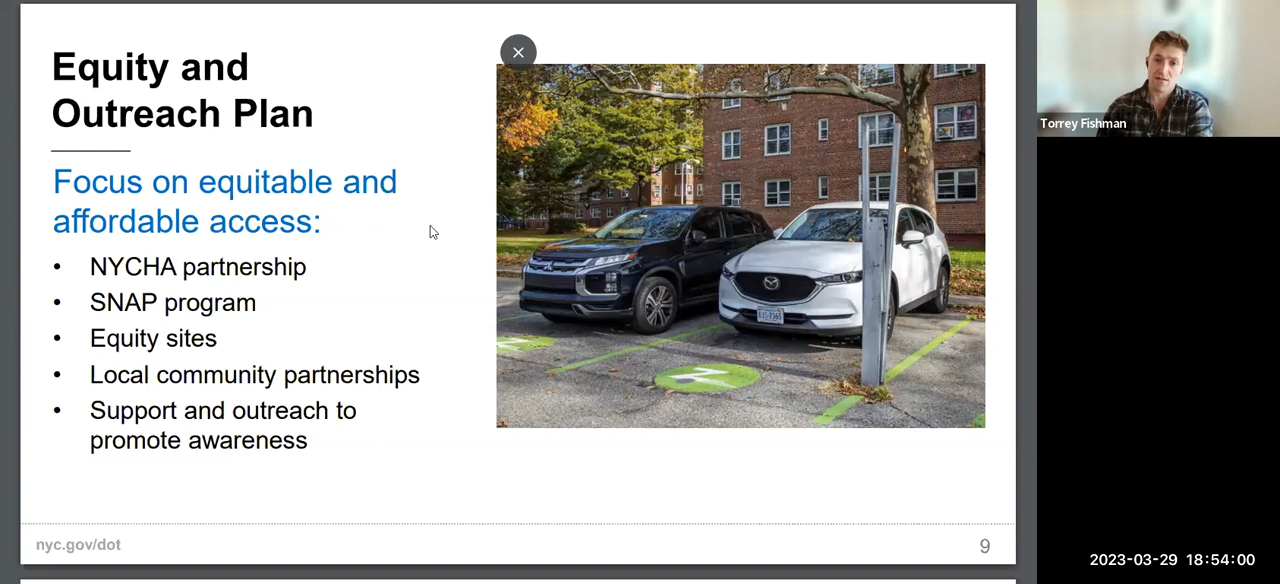 Equity and
Outreach Plan
Focus on equitable and
affordable access:
• NYCHA partnership
• SNAP program
• Equity sites
• Local community partnerships
• Support and outreach to
promote awareness
nyc.gov/dot
9
Torrey Fishman
2023-03-29 18:54:00